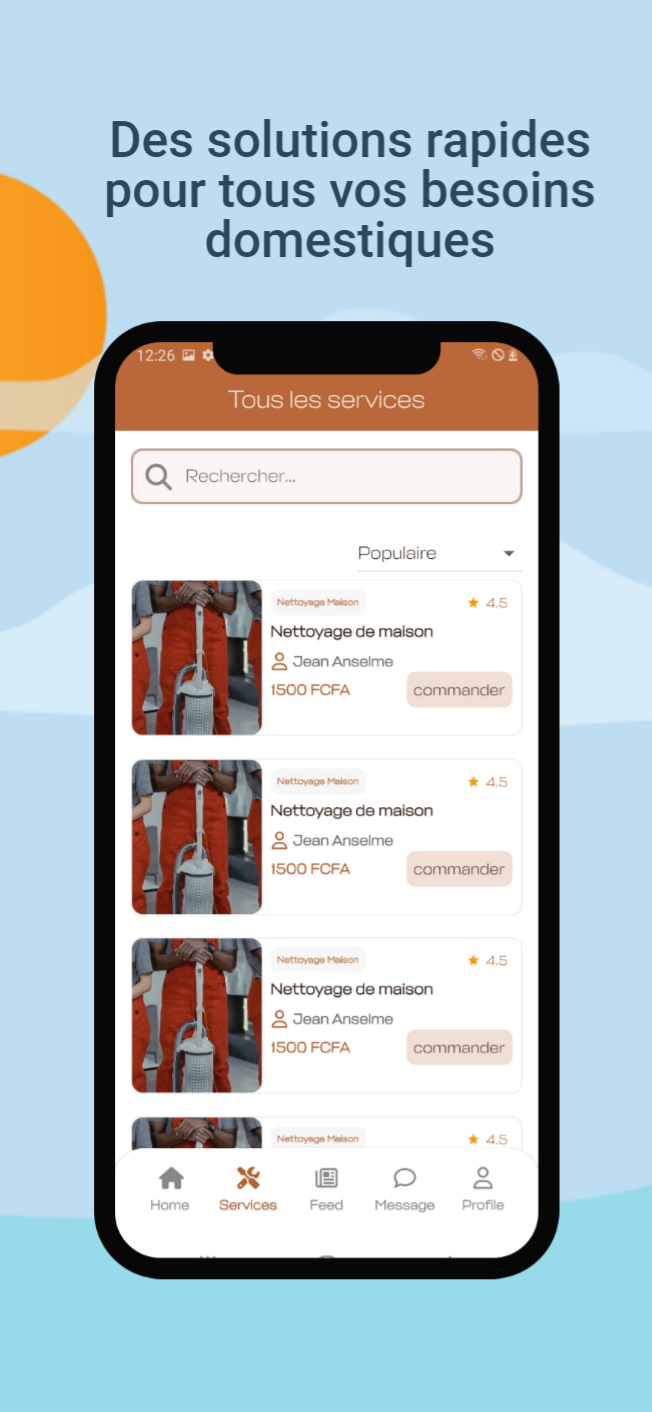 Des solutions rapides
pour tous vos besoins
domestiques
12:26
Tous les services
Rechercher...
Populaire
Nettoyage Maison
4.5
Nettoyage de maison
Jean Anselme
1500 FCFA
commander
Nettoyage Maison
4.5
Nettoyage de maison
Jean Anselme
1500 FCFA
commander
Nettoyage Maison
4.5
Nettoyage de maison
Jean Anselme
1500 FCFA
commander
Nettoyage Maison
4.5
Home Services Feed Message Profile